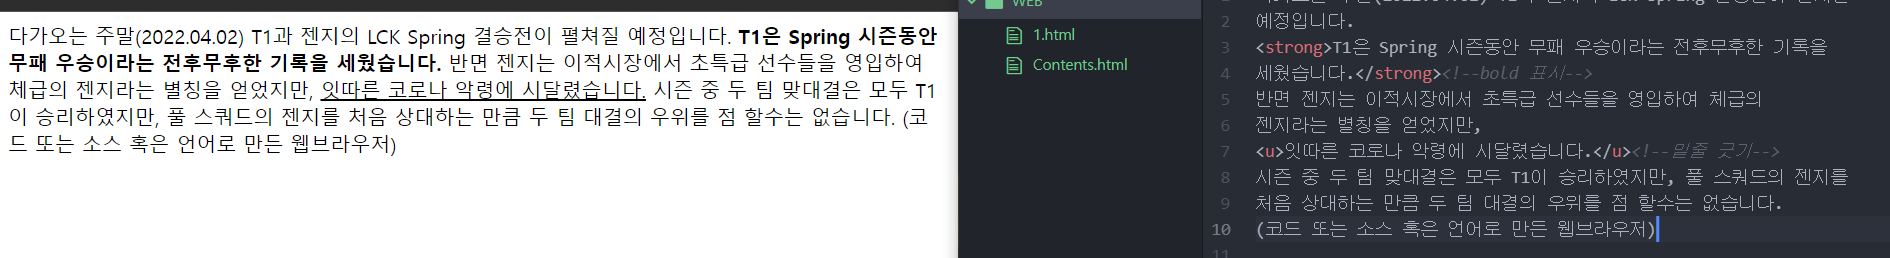 다가오는 주말(2022.04.02) T1과 젠지의 LCK Spring 결승전이 펼쳐질 예정입니다. T1은 Spring 시즌동안
무패 우승이라는 전후무후한 기록을 세웠습니다. 반면 젠지는 이적시장에서 초특급 선수들을 영입하여
체급의 젠지라는 별칭을 얻었지만, 잇따른 코로나 악령에 시달렸습니다. 시즌 중 두 팀 맞대결은 모두 T1
이 승리하였지만, 풀 스쿼드의 젠지를 처음 상대하는 만큼 두 팀 대결의 우위를 점 할수는 없습니다. (코
드 또는 소스 혹은 언어로 만든 웹브라우저)
WEB
1.html
Contents.html
2 예정입니다.
3 <strong>T1은 Spring 시즌동안 무패 우승이라는 전후무후한 기록을
4 세웠습니다.</strong><!--bold 표시-->
5 반면 젠지는 이적시장에서 초특급 선수들을 영입하여 체급의
6 젠지라는 별칭을 얻었지만,
7 <u>잇따른 코로나 악령에 시달렸습니다.</u><!--밑줄 긋기-->
8 시즌 중 두 팀 맞대결은 모두 T1이 승리하였지만, 풀 스쿼드의 젠지를
9 처음 상대하는 만큼 두 팀 대결의 우위를 점 할수는 없습니다.
10 (코드 또는 소스 혹은 언어로 만든 웹브라우저)
11